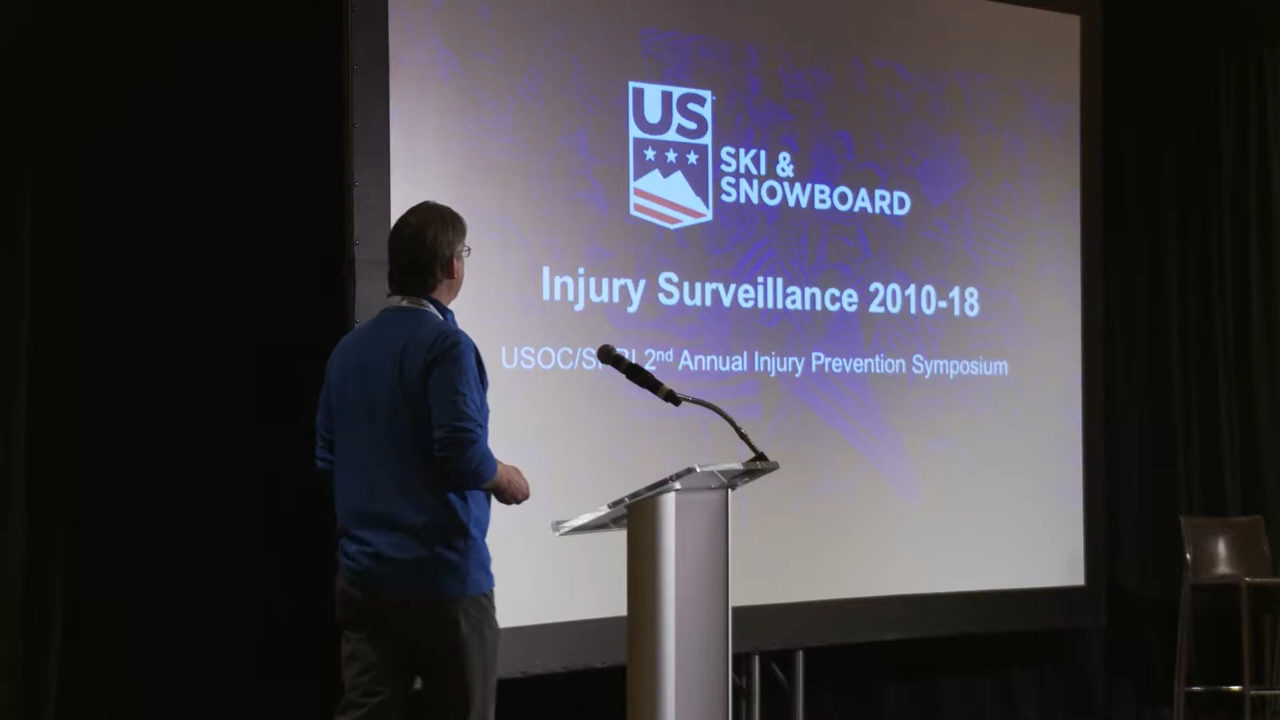 US
SKI &
SNOWBOARD
Injury Surveillance 2010-18
2nd Annual Injury Prevention Symposium